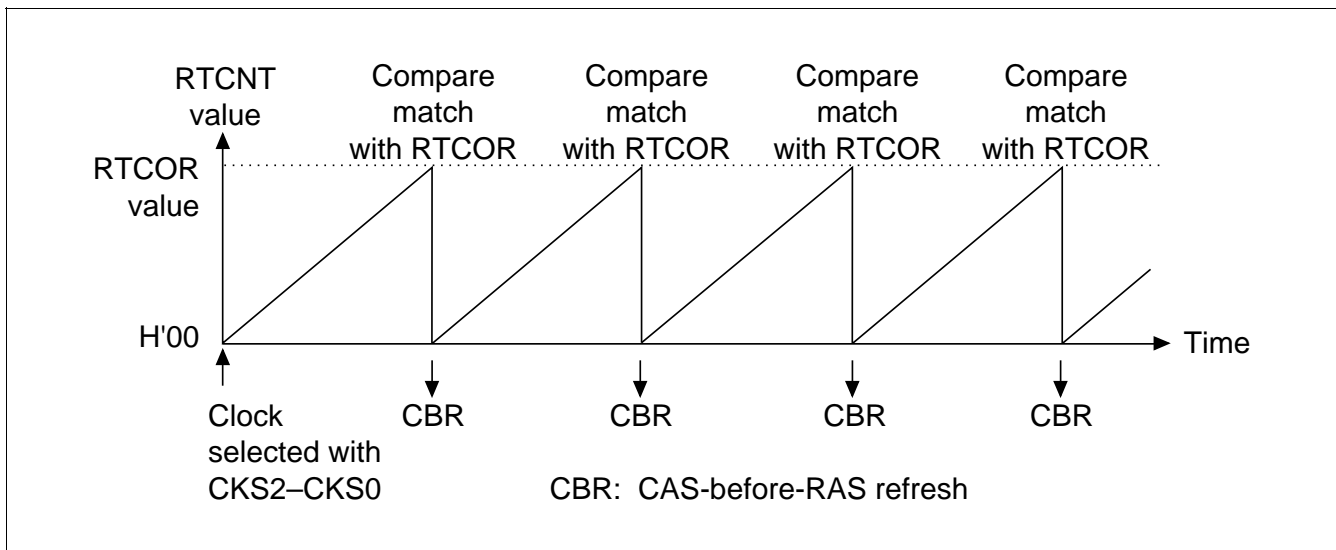 RTCNT
value
Compare
match
with RTCOR
Compare
match
with RTCOR
Compare
match
with RTCOR
Compare
match
with RTCOR
RTCOR
value
H'00
Time
Clock
selected with
CKS2–CKS0
CBR
CBR
CBR
CBR
CBR: CAS-before-RAS refresh